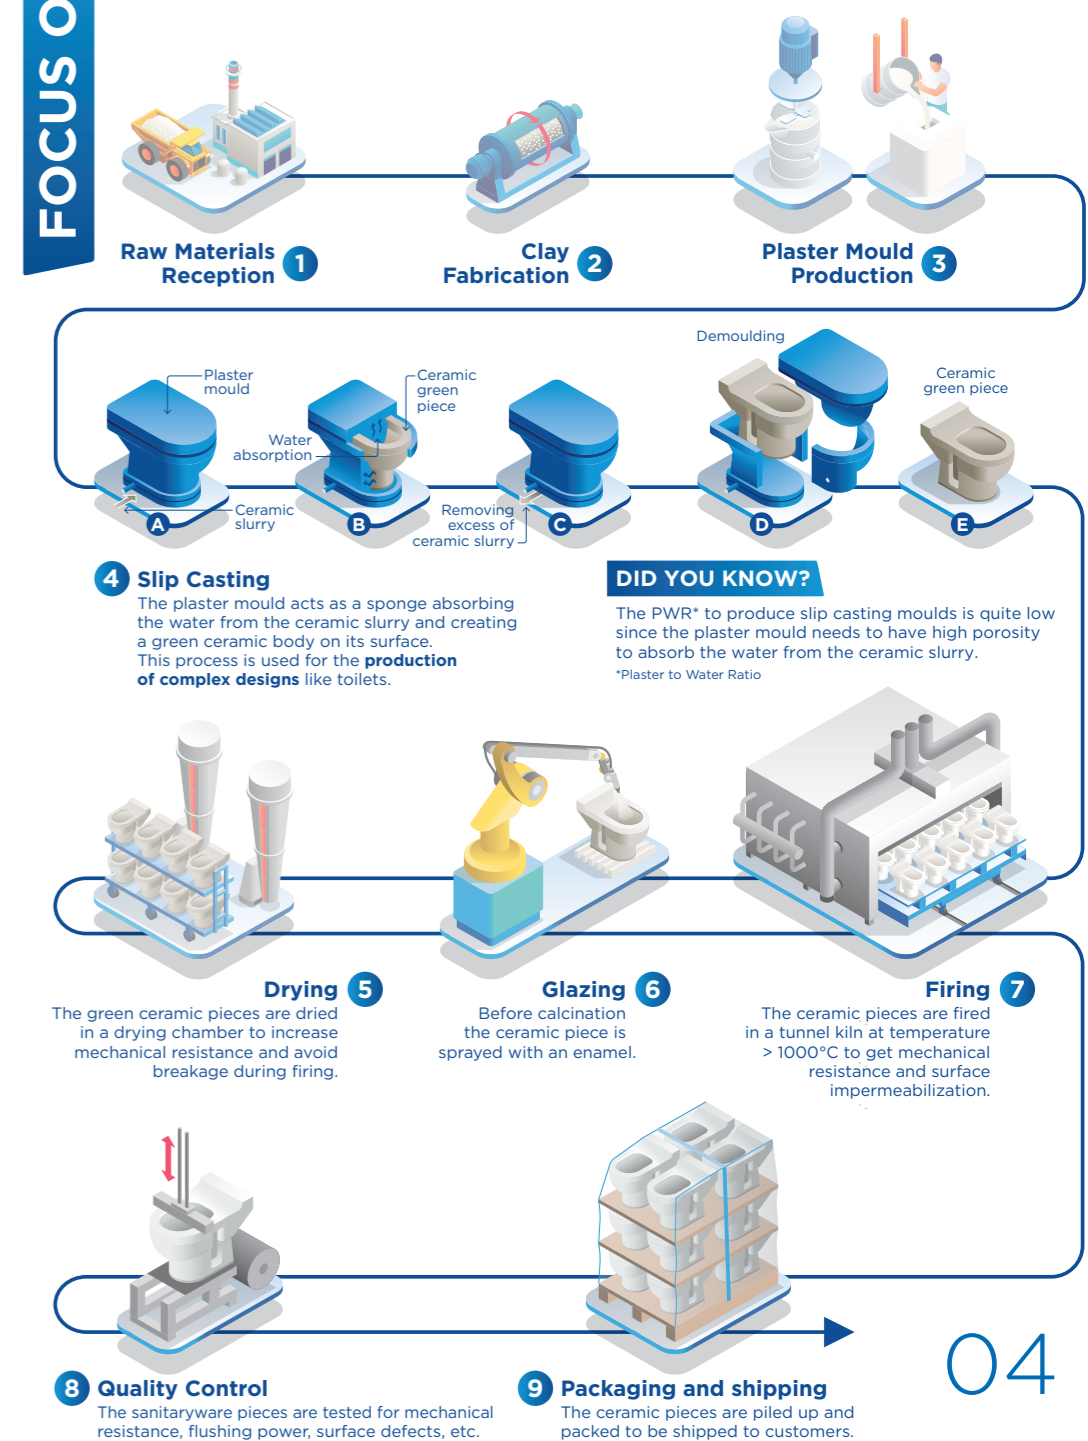 FOCUS O
Raw Materials
Reception 1
Clay
Fabrication 2
Plaster Mould
Production 3
Plaster
mould
Ceramic
slurry
A
Ceramic
green
piece
Water
absorption
B
Removing
excess of
ceramic slurry
C
Demoulding
D
Ceramic
green piece
E
4 Slip Casting
The plaster mould acts as a sponge absorbing
the water from the ceramic slurry and creating
a green ceramic body on its surface.
This process is used for the production
of complex designs like toilets.
DID YOU KNOW?
The PWR* to produce slip casting moulds is quite low
since the plaster mould needs to have high porosity
to absorb the water from the ceramic slurry.
*Plaster to Water Ratio
Drying 5
The green ceramic pieces are dried
in a drying chamber to increase
mechanical resistance and avoid
breakage during firing.
Glazing 6
Before calcination
the ceramic piece is
sprayed with an enamel.
Firing 7
The ceramic pieces are fired
in a tunnel kiln at temperature
> 1000°C to get mechanical
resistance and surface
impermeabilization.
8 Quality Control
The sanitaryware pieces are tested for mechanical
resistance, flushing power, surface defects, etc.
9 Packaging and shipping
The ceramic pieces are piled up and
packed to be shipped to customers.
04